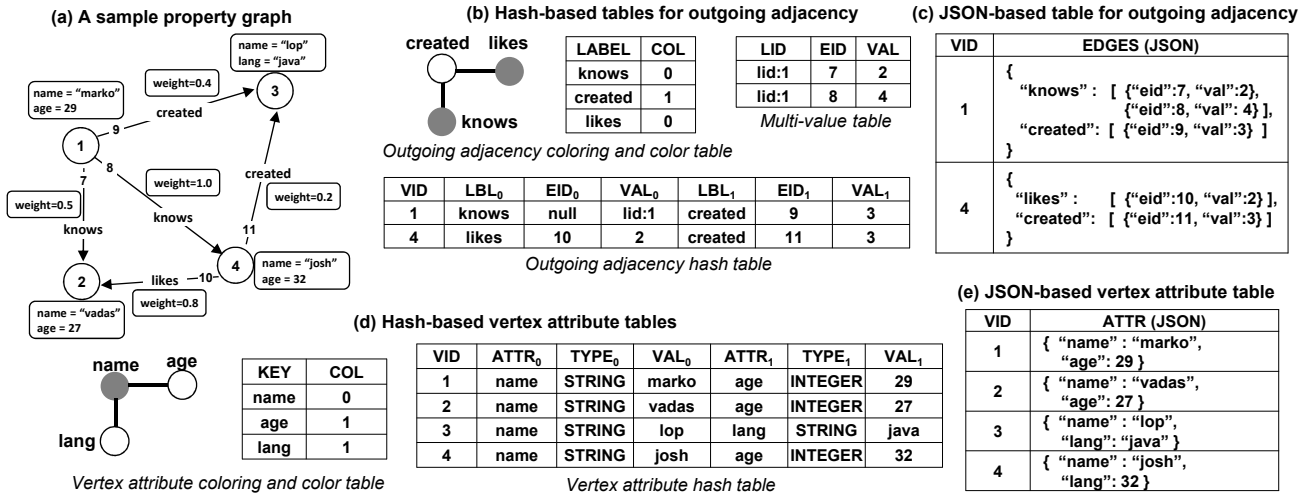 (a) A sample property graph
name = “lop”
lang = “java”
weight=0.4
3
name = “marko”
age = 29
9
created
1
8
7
weight=1.0
created
weight=0.2
weight=0.5
knows
knows
11
4
name = “josh”
age = 32
likes
10
2
weight=0.8
name = “vadas”
age = 27
(b) Hash-based tables for outgoing adjacency
created likes
knows
LABEL COL
knows 0
created 1
likes 0
LID EID VAL
lid:1 7 2
lid:1 8 4
Multi-value table
Outgoing adjacency coloring and color table
VID LBL0 EID0 VAL0 LBL1 EID1 VAL1
1 knows null lid:1 created 9 3
4 likes 10 2 created 11 3
Outgoing adjacency hash table
(c) JSON-based table for outgoing adjacency
VID EDGES (JSON)
1
{
“knows” : [ {“eid”:7, “val”:2},
{“eid”:8, “val”: 4} ],
“created”: [ {“eid”:9, “val”:3} ]
}
4
{
“likes” : [ {“eid”:10, “val”:2} ],
“created”: [ {“eid”:11, “val”:3} ]
}
(d) Hash-based vertex attribute tables
name age
lang
KEY COL
name 0
age 1
lang 1
Vertex attribute coloring and color table
VID ATTR0 TYPE0 VAL0 ATTR1 TYPE1 VAL1
1 name STRING marko age INTEGER 29
2 name STRING vadas age INTEGER 27
3 name STRING lop lang STRING java
4 name STRING josh age INTEGER 32
Vertex attribute hash table
(e) JSON-based vertex attribute table
VID ATTR (JSON)
1
{ “name” : “marko”,
“age”: 29 }
2
{ “name” : “vadas”,
“age”: 27 }
3
{ “name” : “lop”,
“lang”: “java” }
4
{ “name” : “josh”,
“lang”: 32 }